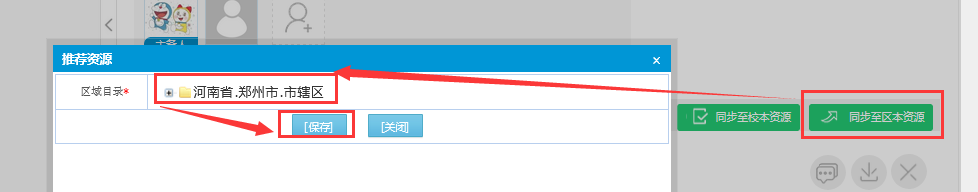 推荐资源
×
区域目录*
河南省.郑州市.市辖区
[保存]
[关闭]
同步至校本资源
同步至区本资源